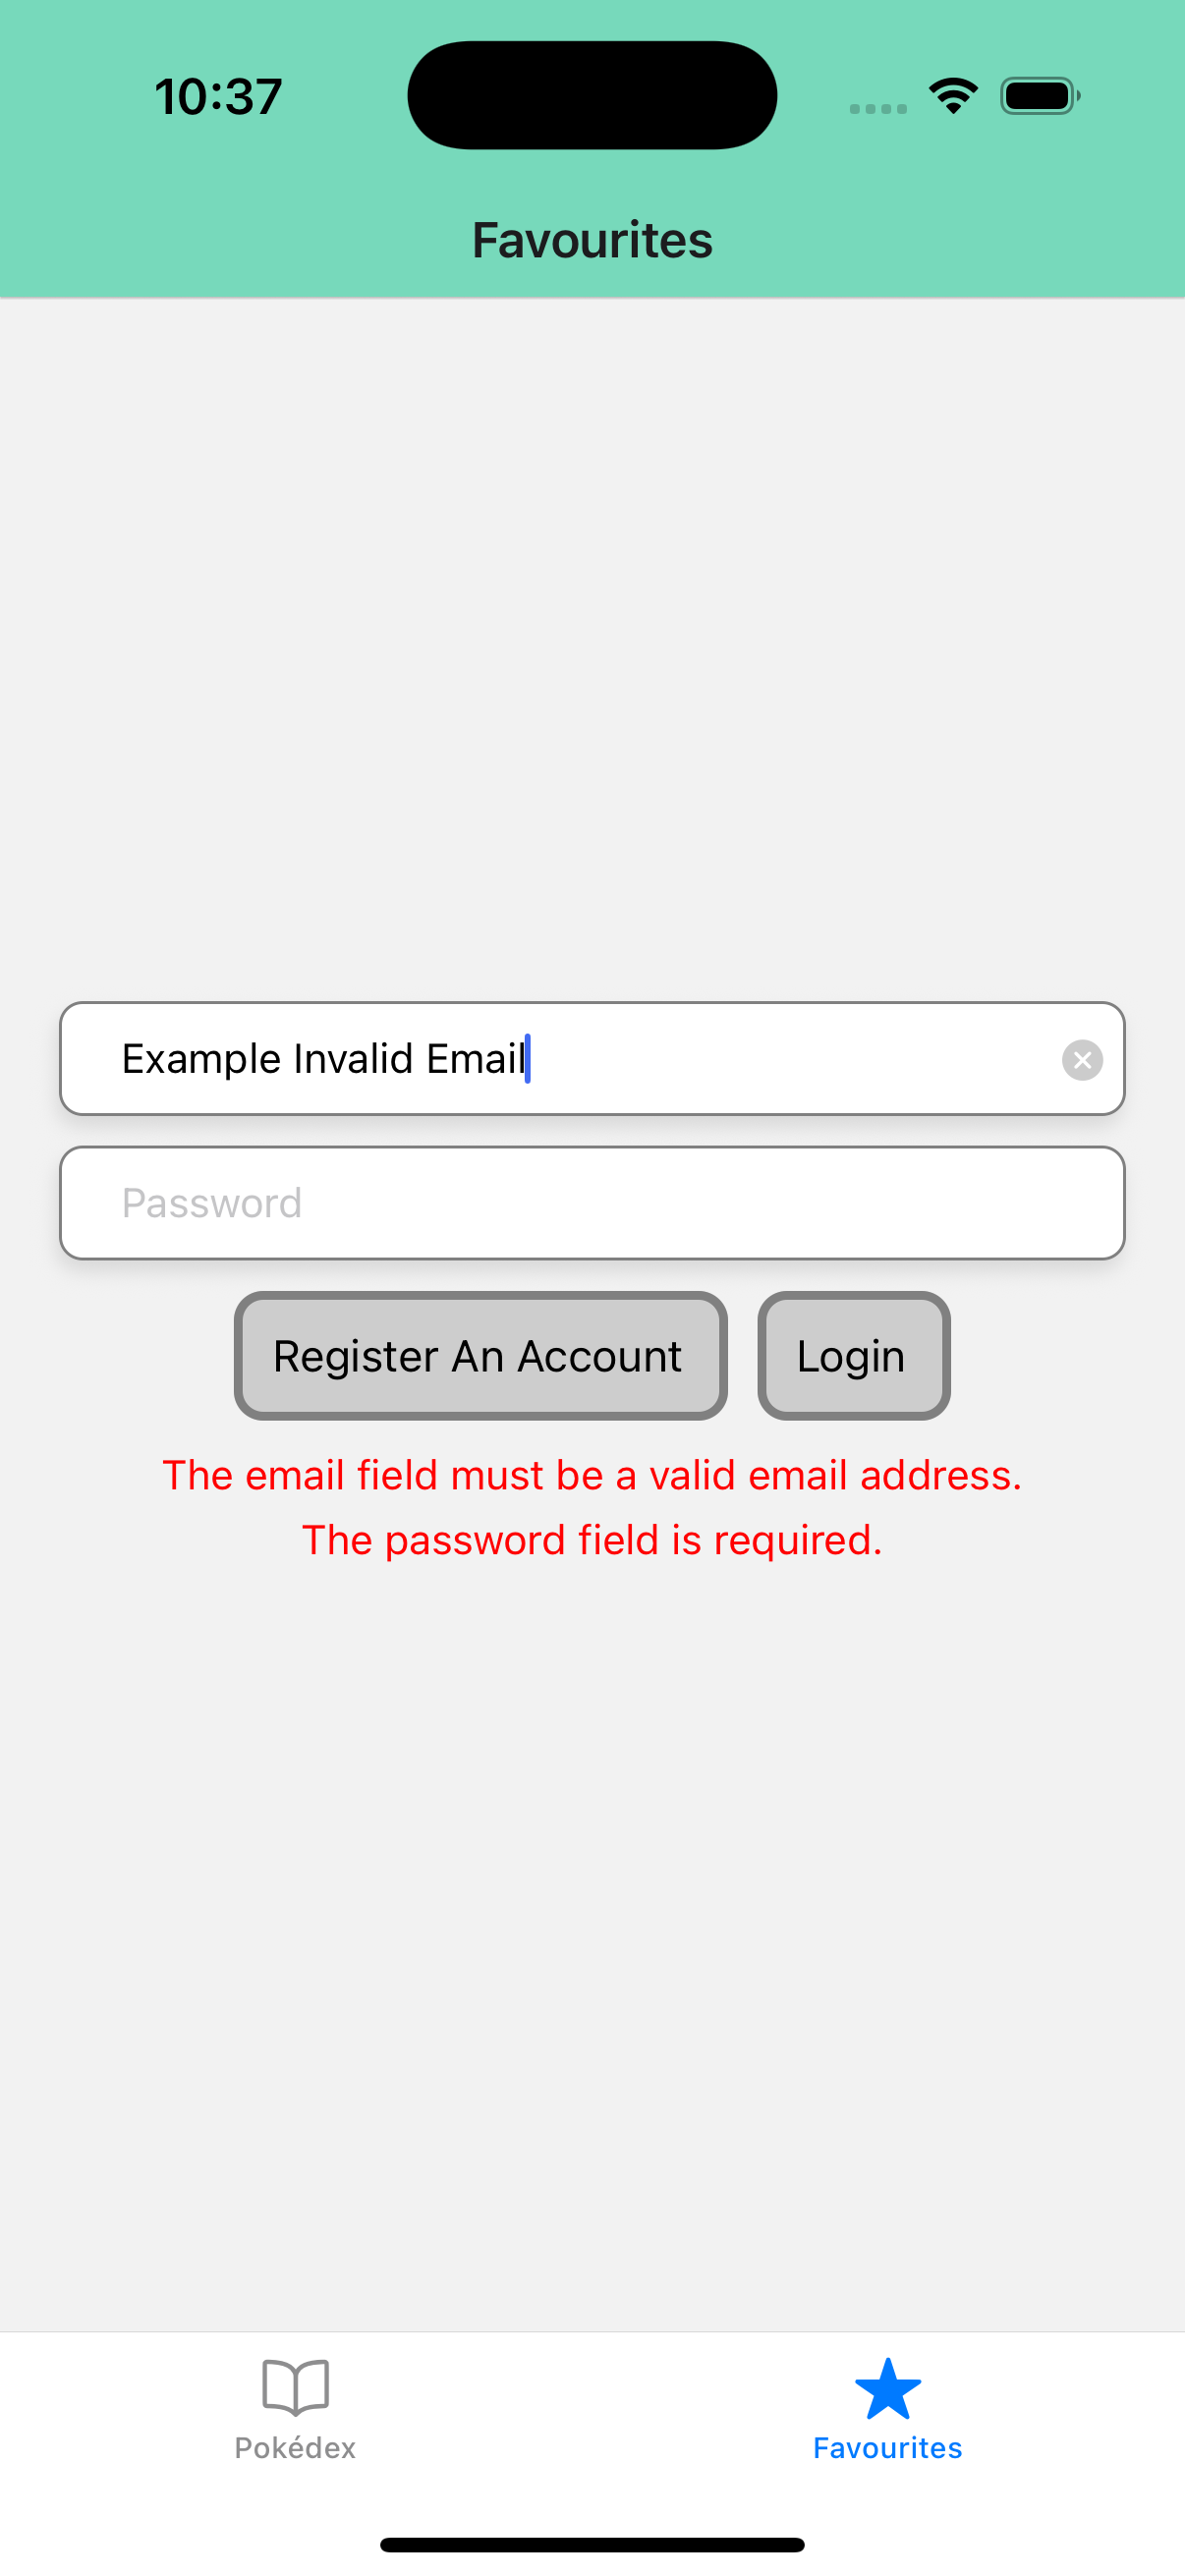 10:37
Favourites
Example Invalid Email
Password
Register An Account Login
The email field must be a valid email address.
The password field is required.
Pokédex Favourites